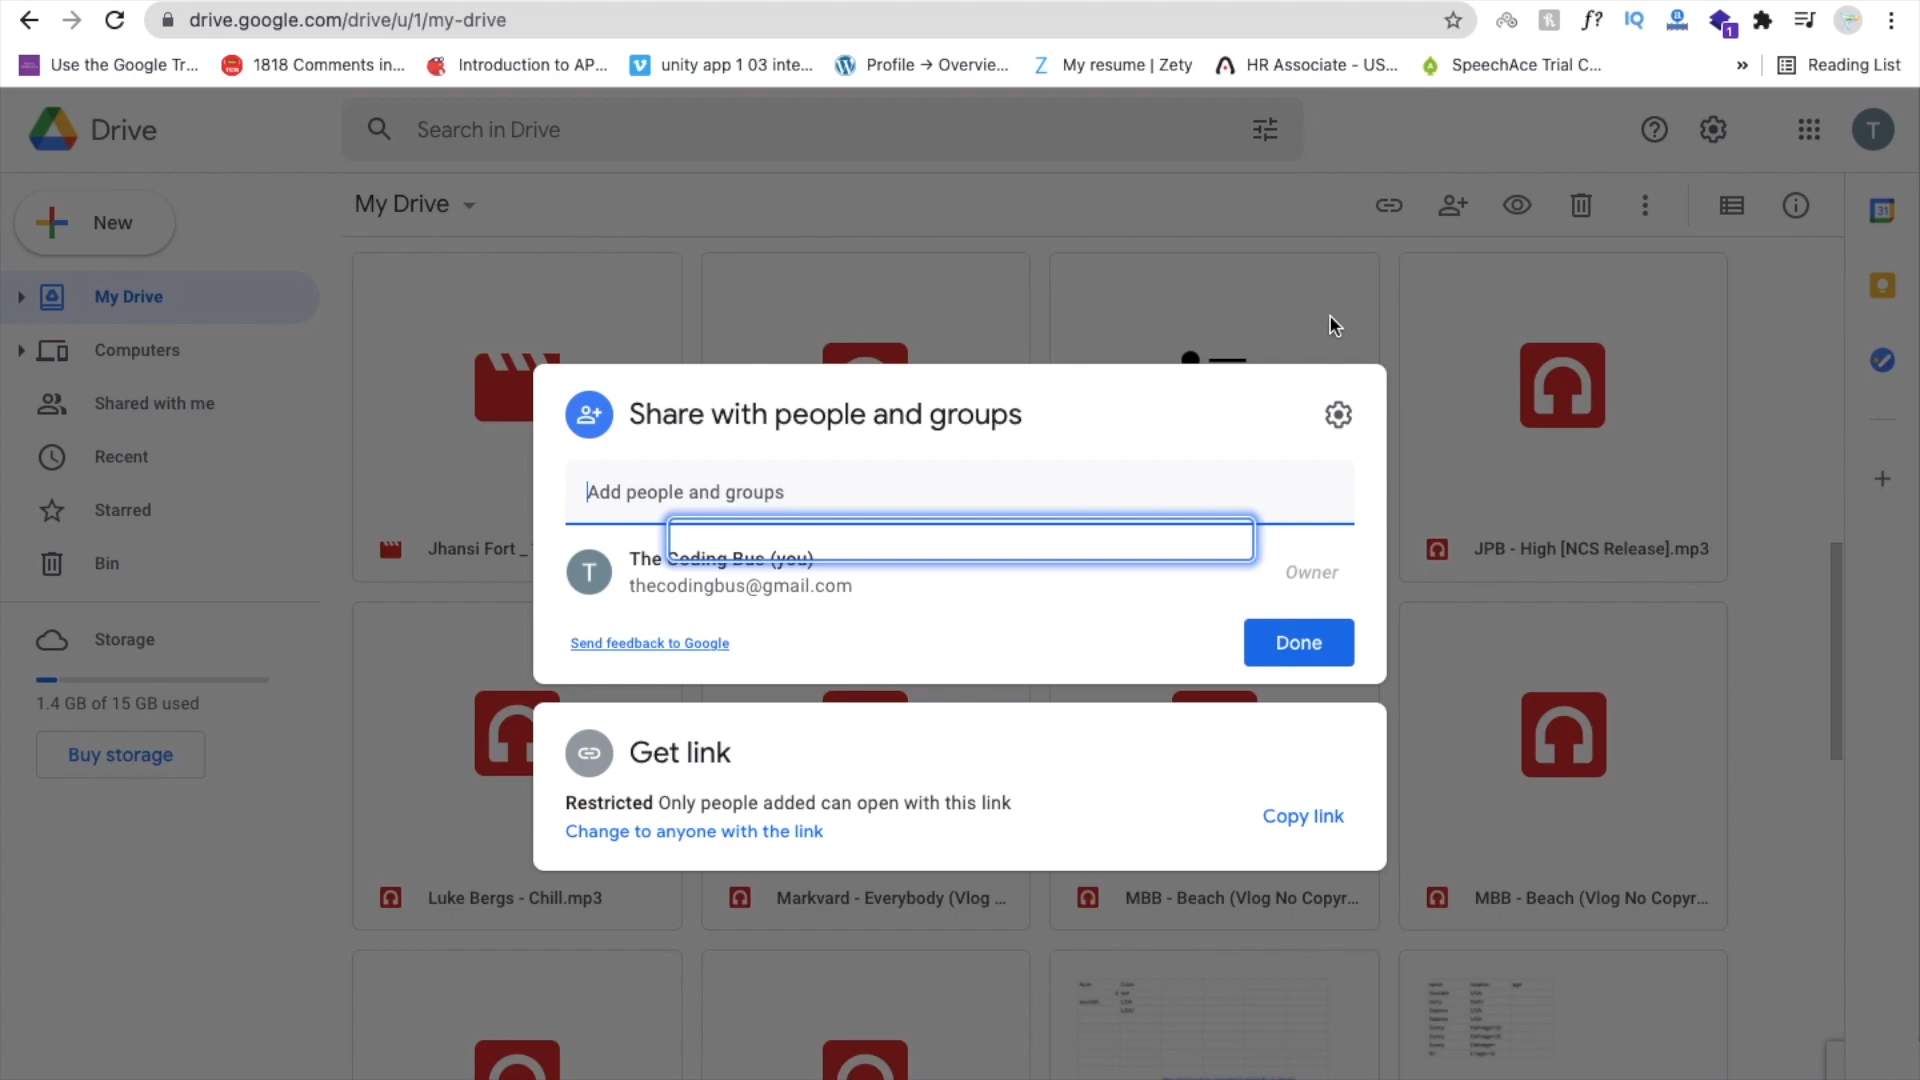 drive.google.com/drive/u/1/my-drive
f?
IQ
a
1
Use the Google Tr...
1818 Comments in...
Introduction to AP...
unity app 1 03 inte...
Profile → Overvie...
Z
My resume | Zety
HR Associate - US...
SpeechAce Trial C...
»
Reading List
Drive
Search in Drive
T
New
My Drive
31
My Drive
Computers
Shared with me
Recent
Starred
Bin
Storage
1.4 GB of 15 GB used
Buy storage
Jhansi Fort _
JPB - High [NCS Release].mp3
Share with people and groups
Add people and groups
T
The Coding Bus (you)
thecodingbus@gmail.com
Owner
Send feedback to Google
Done
Get link
Restricted Only people added can open with this link
Change to anyone with the link
Copy link
Luke Bergs - Chill.mp3
Markvard - Everybody (Vlog ...
MBB - Beach (Vlog No Copyr...
MBB - Beach (Vlog No Copyr...